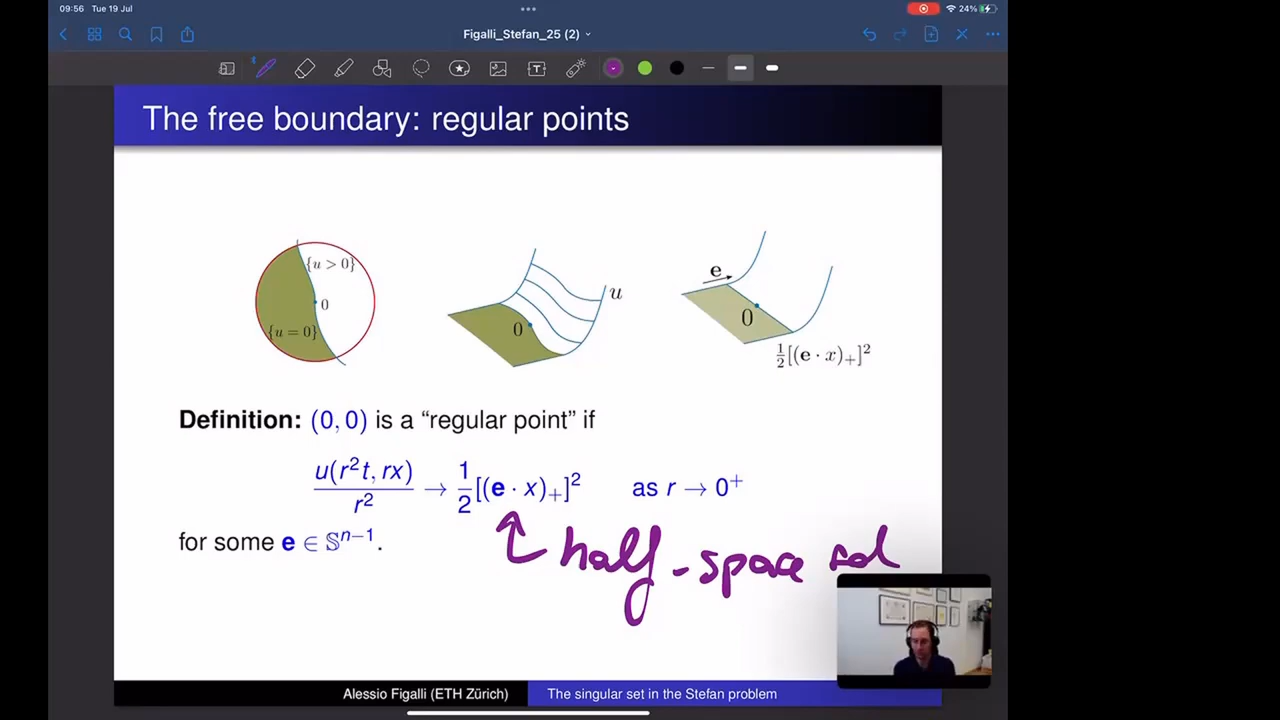 09:56 Tue 19 Jul
24%
Figalli_Stefan_25 (2)
The free boundary: regular points
{u > 0}
0
{u = 0}
u
0
e
0
½[(e · x)₊]²
Definition: (0, 0) is a “regular point” if
u(r²t, rx)/r² → ½[(e · x)₊]² as r → 0⁺
for some e ∈ 𝕊ⁿ⁻¹.
half-space sol
Alessio Figalli (ETH Zürich) The singular set in the Stefan problem